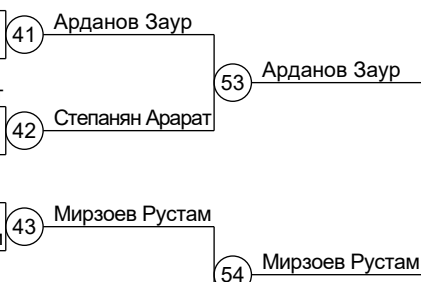 41
Арданов Заур
53
Арданов Заур
42
Степанян Арарат
43
Мирзоев Рустам
54
Мирзоев Рустам